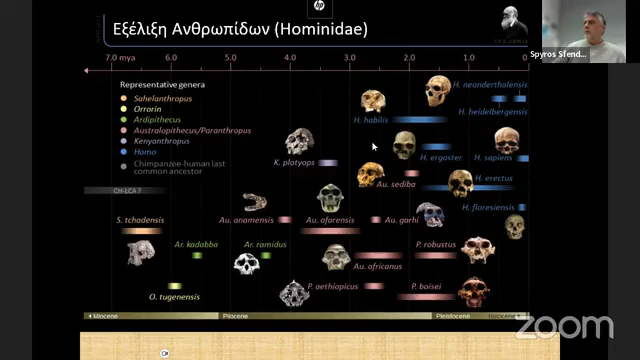 hp
Εξέλιξη Ανθρωπίδων (Hominidae)
Spyros Sfend...
7.0 mya
6.0
5.0
4.0
3.0
2.0
1.0
Representative genera
Sahelanthropus
Orrorin
Ardipithecus
Australopithecus/Paranthropus
Kenyanthropus
Homo
Chimpanzee-human last
common ancestor
H. neanderthalensis
H. heidelbergensis
H. habilis
K. platyops
H. ergaster
H. sapiens
Au. sediba
H. erectus
CH-LCA ?
H. floresiensis
S. tchadensis
Au. anamensis
Au. afarensis
Au. garhi
Ar. kadabba
Ar. ramidus
P. robustus
Au. africanus
O. tugenensis
P. aethiopicus
P. boisei
Miocene
Pliocene
Pleistocene
zoom